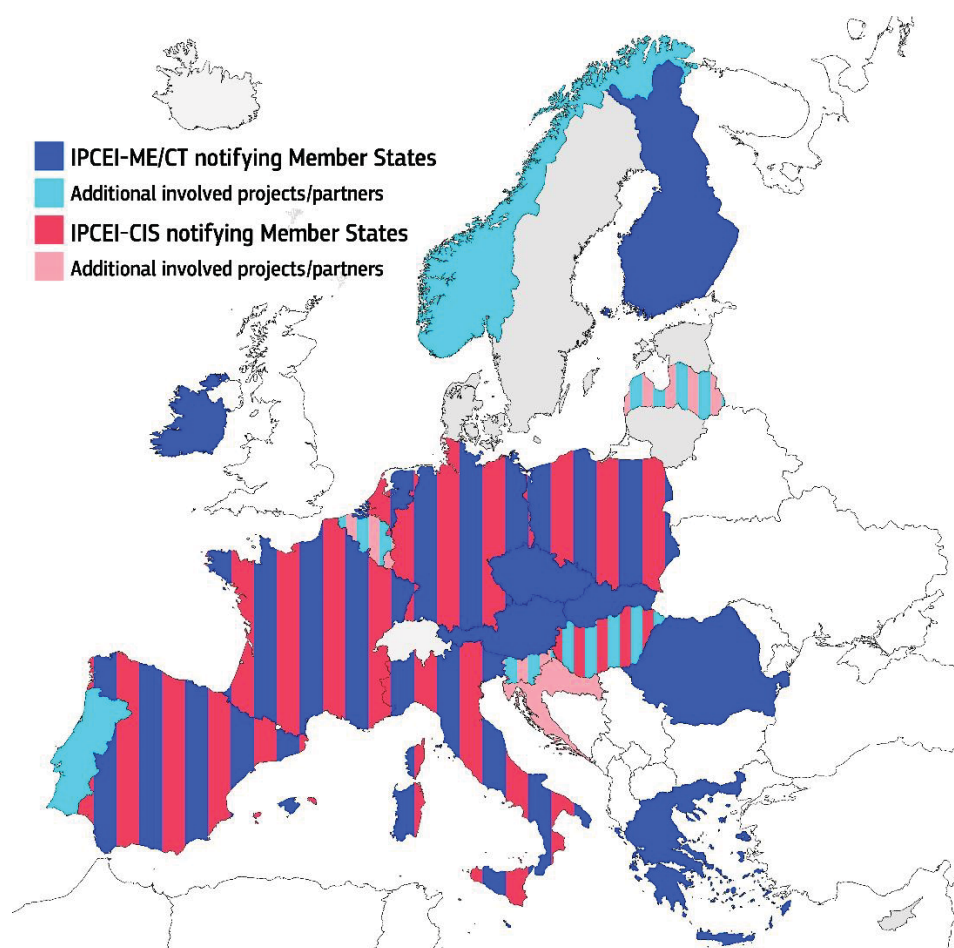 IPCEI-ME/CT notifying Member States
Additional involved projects/partners
IPCEI-CIS notifying Member States
Additional involved projects/partners